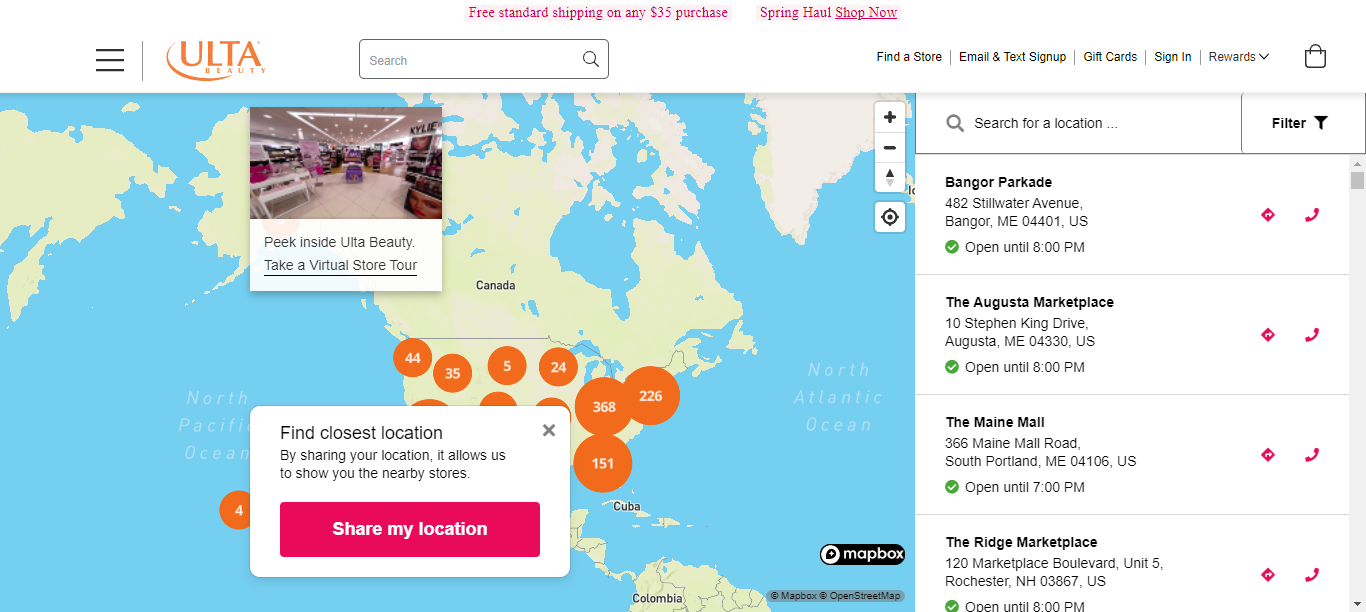 Free standard shipping on any $35 purchase
Spring Haul Shop Now
ULTA
BEAUTY
Search
Find a Store
Email & Text Signup
Gift Cards
Sign In
Rewards
KYLIE
Peek inside Ulta Beauty.
Take a Virtual Store Tour
Canada
44
35
5
24
368
226
151
4
North
Pacific
Ocean
North
Atlantic
Ocean
Cuba
Colombia
Find closest location
By sharing your location, it allows us
to show you the nearby stores.
Share my location
mapbox
© Mapbox © OpenStreetMap
Search for a location ...
Filter
Bangor Parkade
482 Stillwater Avenue,
Bangor, ME 04401, US
Open until 8:00 PM
The Augusta Marketplace
10 Stephen King Drive,
Augusta, ME 04330, US
Open until 8:00 PM
The Maine Mall
366 Maine Mall Road,
South Portland, ME 04106, US
Open until 7:00 PM
The Ridge Marketplace
120 Marketplace Boulevard, Unit 5,
Rochester, NH 03867, US
Open until 8:00 PM